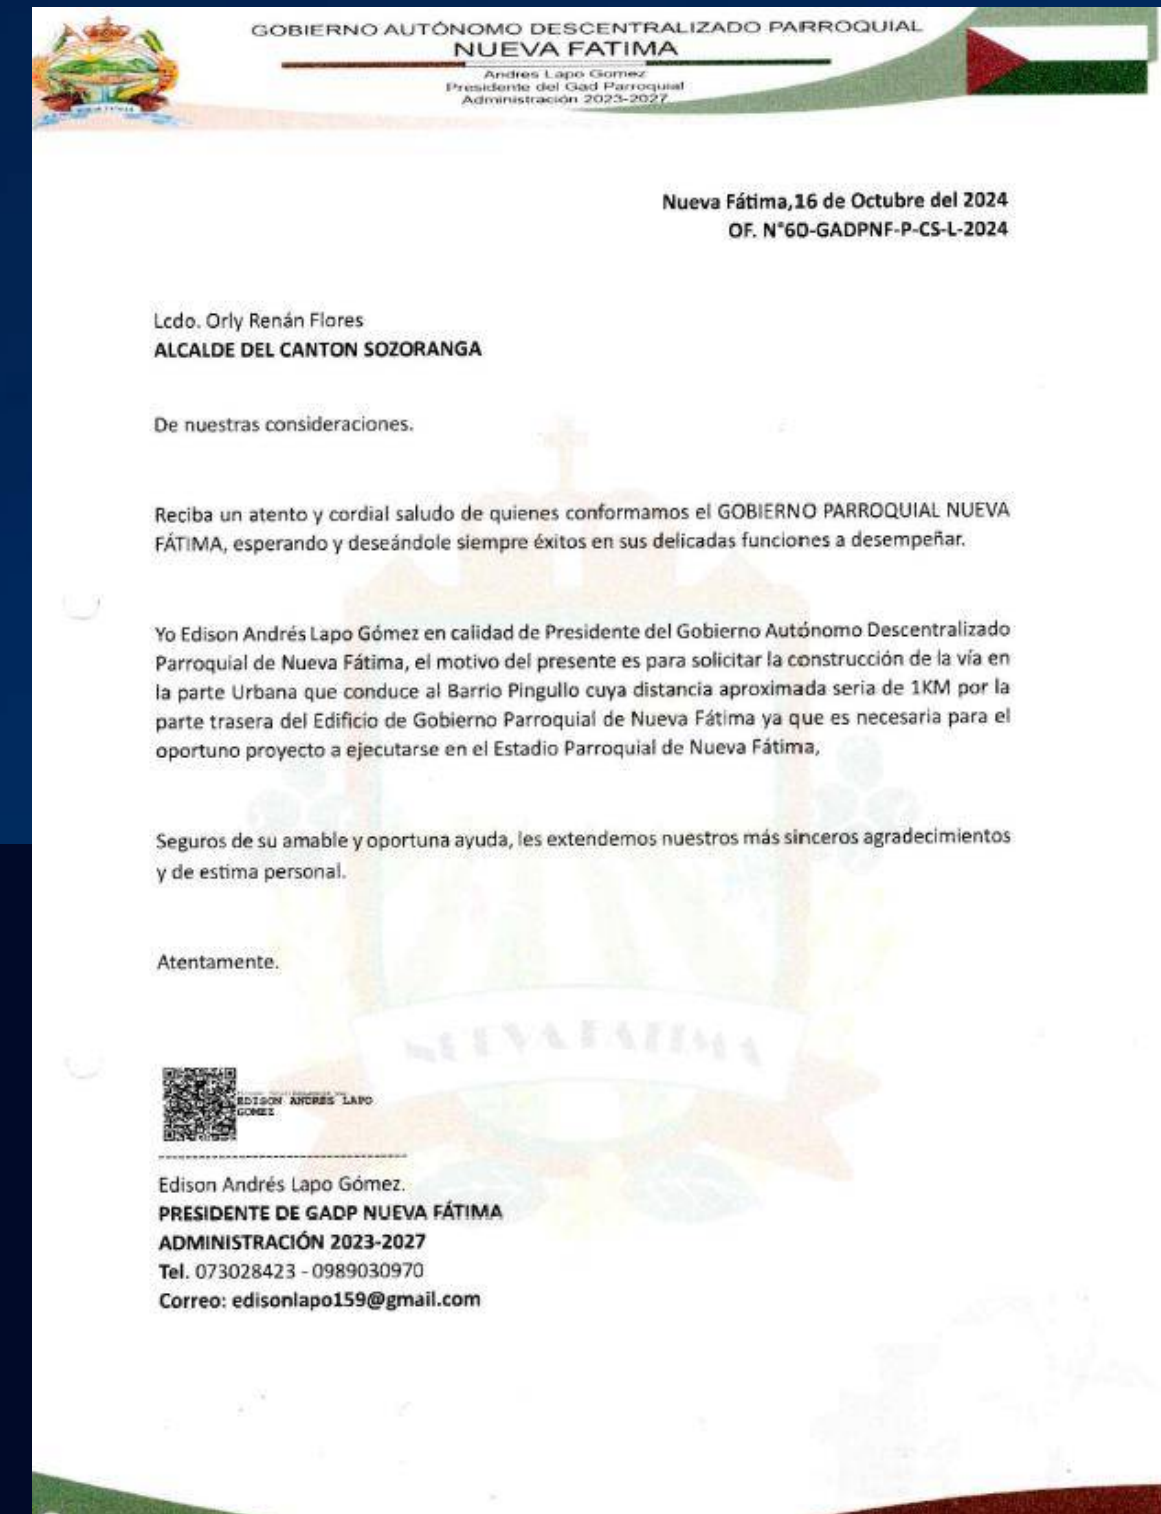 GOBIERNO AUTÓNOMO DESCENTRALIZADO PARROQUIAL
NUEVA FATIMA
Andres Lapo Gomez
Presidente del Gad Parroquial
Administración 2023-2027
Nueva Fátima,16 de Octubre del 2024
OF. N°60-GADPNF-P-CS-L-2024
Lcdo. Orly Renán Flores
ALCALDE DEL CANTON SOZORANGA
De nuestras consideraciones.
Reciba un atento y cordial saludo de quienes conformamos el GOBIERNO PARROQUIAL NUEVA
FÁTIMA, esperando y deseándole siempre éxitos en sus delicadas funciones a desempeñar.
Yo Edison Andrés Lapo Gómez en calidad de Presidente del Gobierno Autónomo Descentralizado
Parroquial de Nueva Fátima, el motivo del presente es para solicitar la construcción de la vía en
la parte Urbana que conduce al Barrio Pingullo cuya distancia aproximada seria de 1KM por la
parte trasera del Edificio de Gobierno Parroquial de Nueva Fátima ya que es necesaria para el
oportuno proyecto a ejecutarse en el Estadio Parroquial de Nueva Fátima,
Seguros de su amable y oportuna ayuda, les extendemos nuestros más sinceros agradecimientos
y de estima personal.
Atentamente.
NUEVA FATIMA
EDISON ANDRES LAPO
GOMEZ
Edison Andrés Lapo Gómez.
PRESIDENTE DE GADP NUEVA FÁTIMA
ADMINISTRACIÓN 2023-2027
Tel. 073028423 - 0989030970
Correo: edisonlapo159@gmail.com